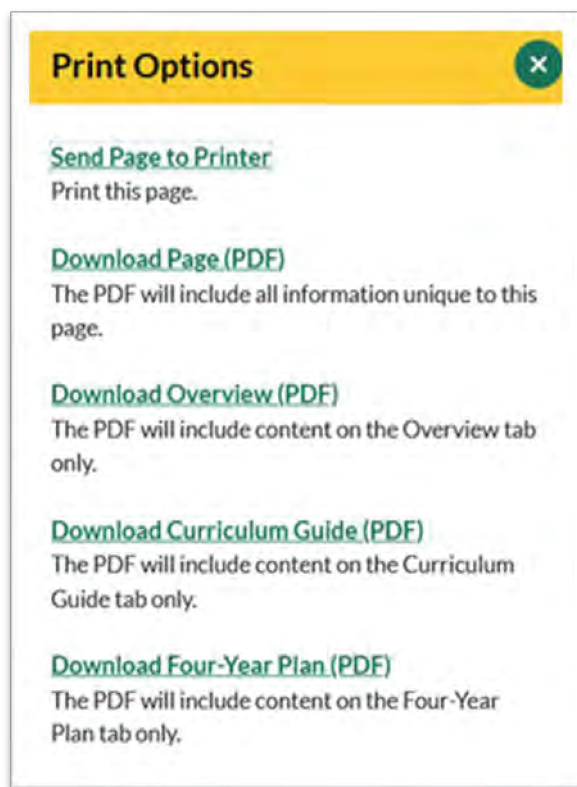 Print Options
Send Page to Printer
Print this page.
Download Page (PDF)
The PDF will include all information unique to this
page.
Download Overview (PDF)
The PDF will include content on the Overview tab
only.
Download Curriculum Guide (PDF)
The PDF will include content on the Curriculum
Guide tab only.
Download Four-Year Plan (PDF)
The PDF will include content on the Four-Year
Plan tab only.